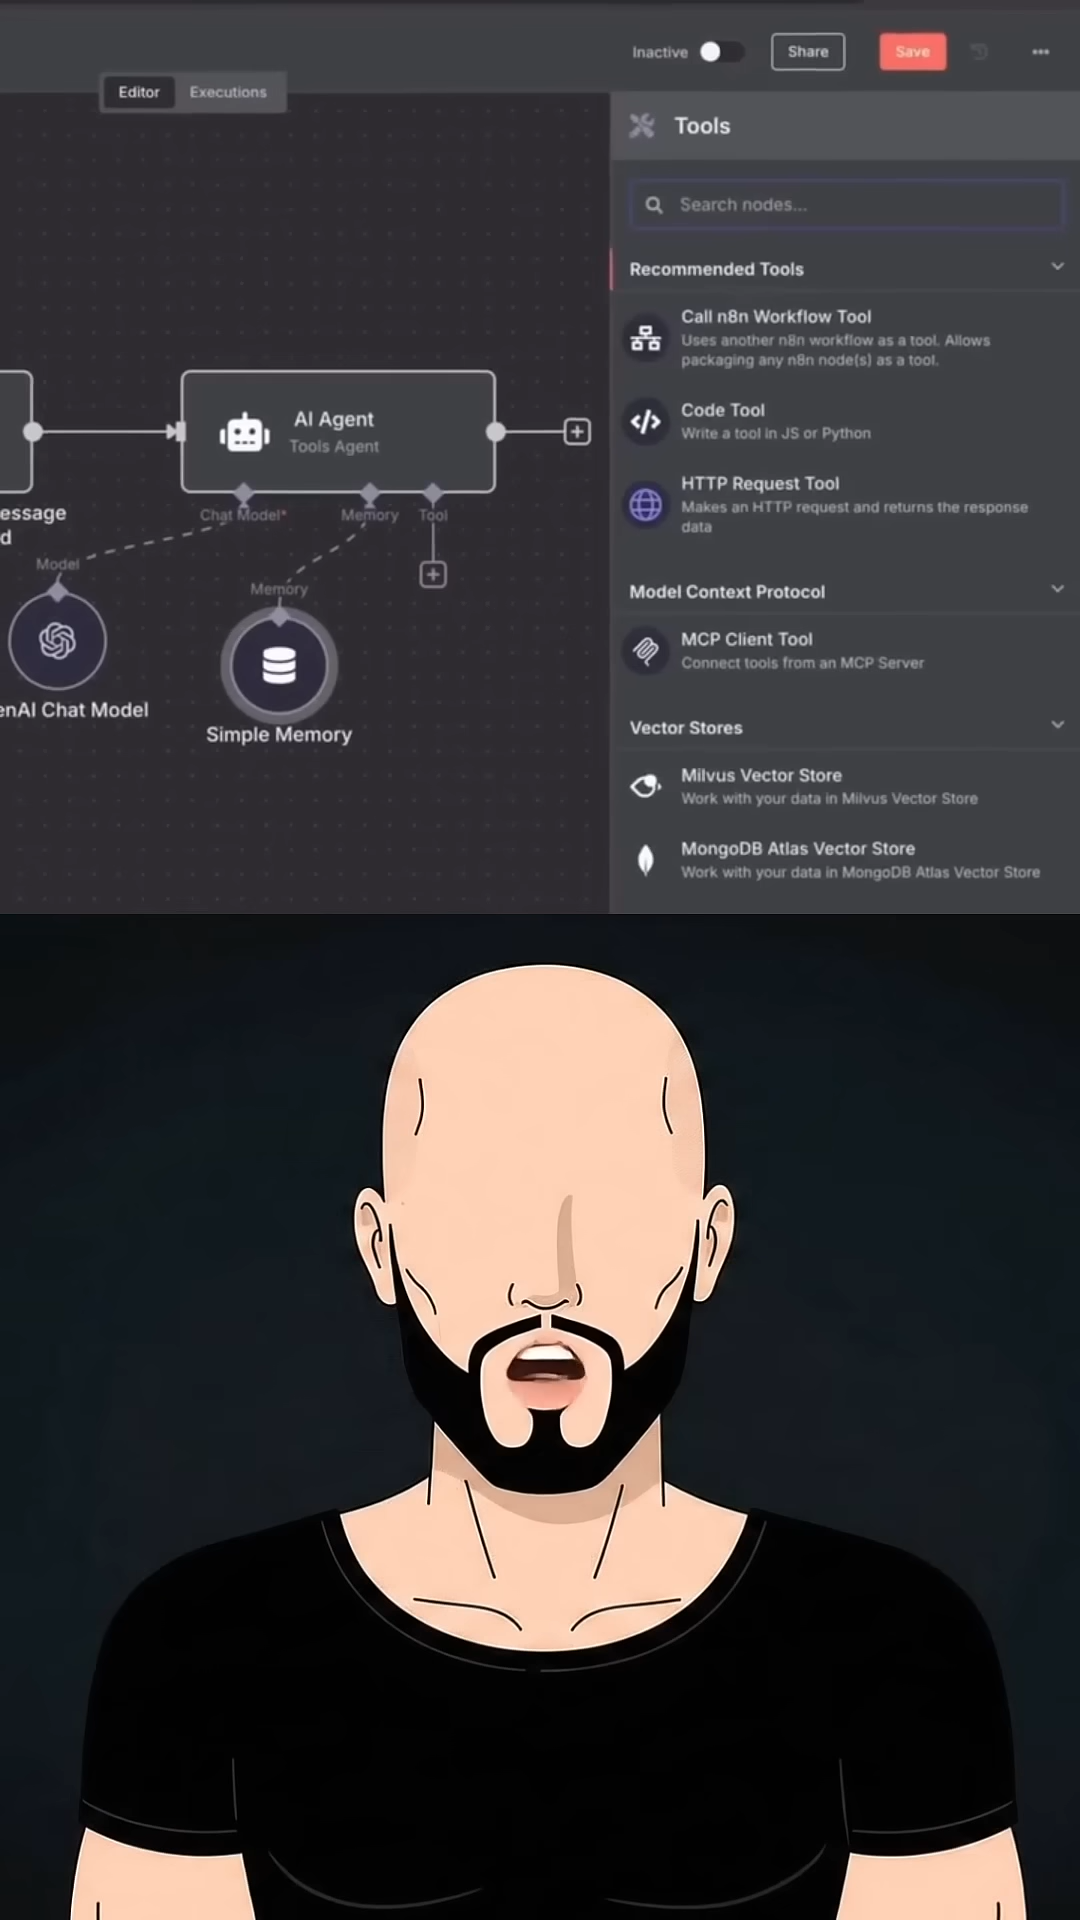 Inactive
Share
Save
Editor
Executions
Tools
Search nodes...
Recommended Tools
Call n8n Workflow Tool
Uses another n8n workflow as a tool. Allows
packaging any n8n node(s) as a tool.
Code Tool
Write a tool in JS or Python
HTTP Request Tool
Makes an HTTP request and returns the response
data
Model Context Protocol
MCP Client Tool
Connect tools from an MCP Server
Vector Stores
Milvus Vector Store
Work with your data in Milvus Vector Store
MongoDB Atlas Vector Store
Work with your data in MongoDB Atlas Vector Store
AI Agent
Tools Agent
Chat Model*
Memory
Tool
essage
d
Model
Memory
enAI Chat Model
Simple Memory